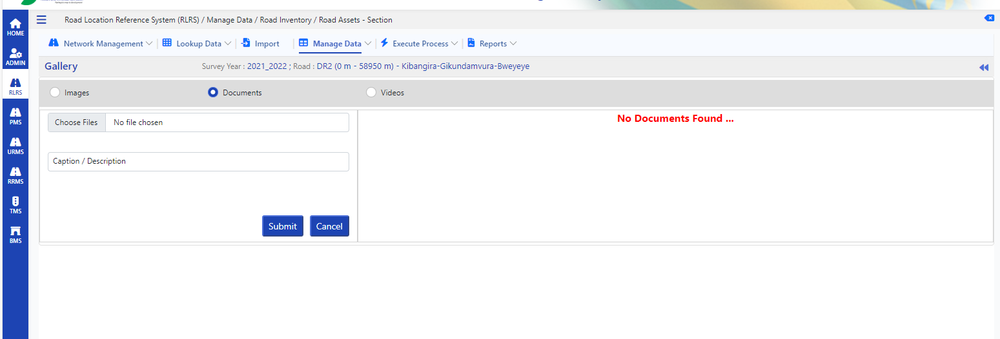 Road Location Reference System (RLRS) / Manage Data / Road Inventory / Road Assets - Section
HOME
ADMIN
RLRS
PMS
URMS
RRMS
TMS
BMS
Network Management
Lookup Data
Import
Manage Data
Execute Process
Reports
Gallery
Survey Year : 2021_2022 ; Road : DR2 (0 m - 58950 m) - Kibangira-Gikundamvura-Bweyeye
Images
Documents
Videos
Choose Files
No file chosen
No Documents Found ...
Caption / Description
Submit
Cancel